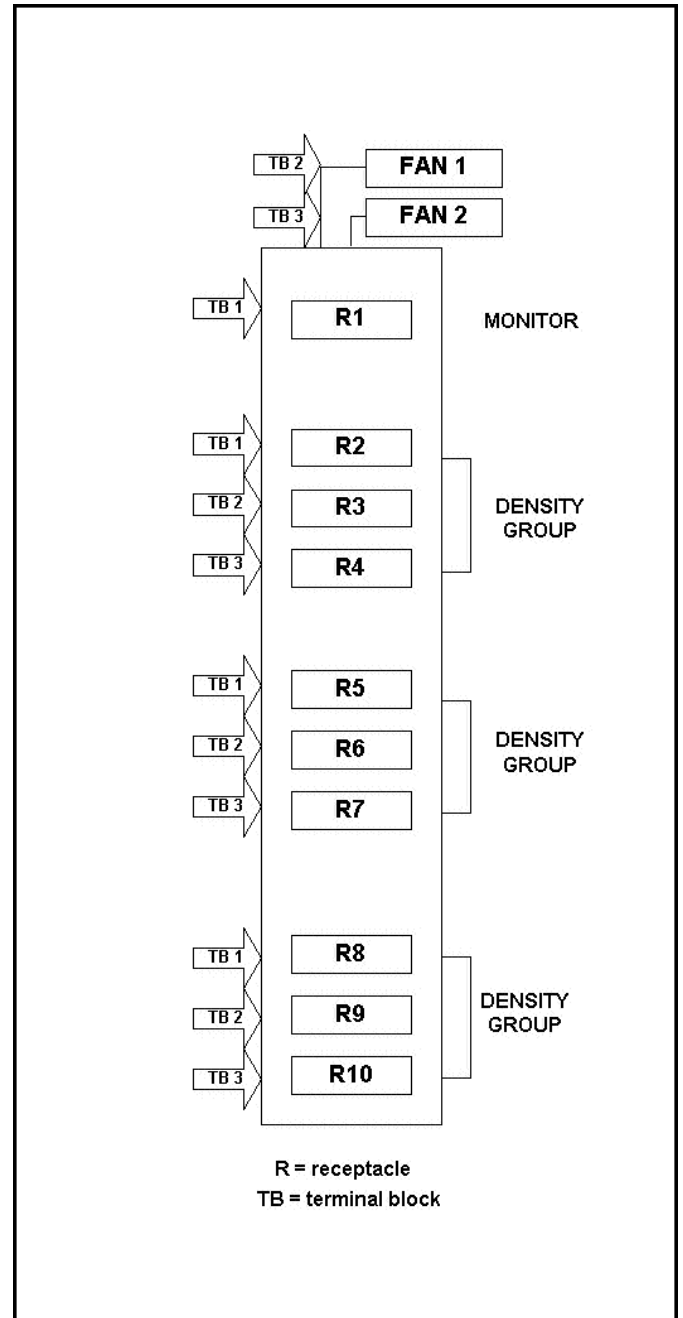 TB 2
FAN 1
TB 3
FAN 2
TB 1
R1
MONITOR
TB 1
R2
TB 2
R3
DENSITY
GROUP
TB 3
R4
TB 1
R5
TB 2
R6
DENSITY
GROUP
TB 3
R7
TB 1
R8
TB 2
R9
DENSITY
GROUP
TB 3
R10
R = receptacle
TB = terminal block